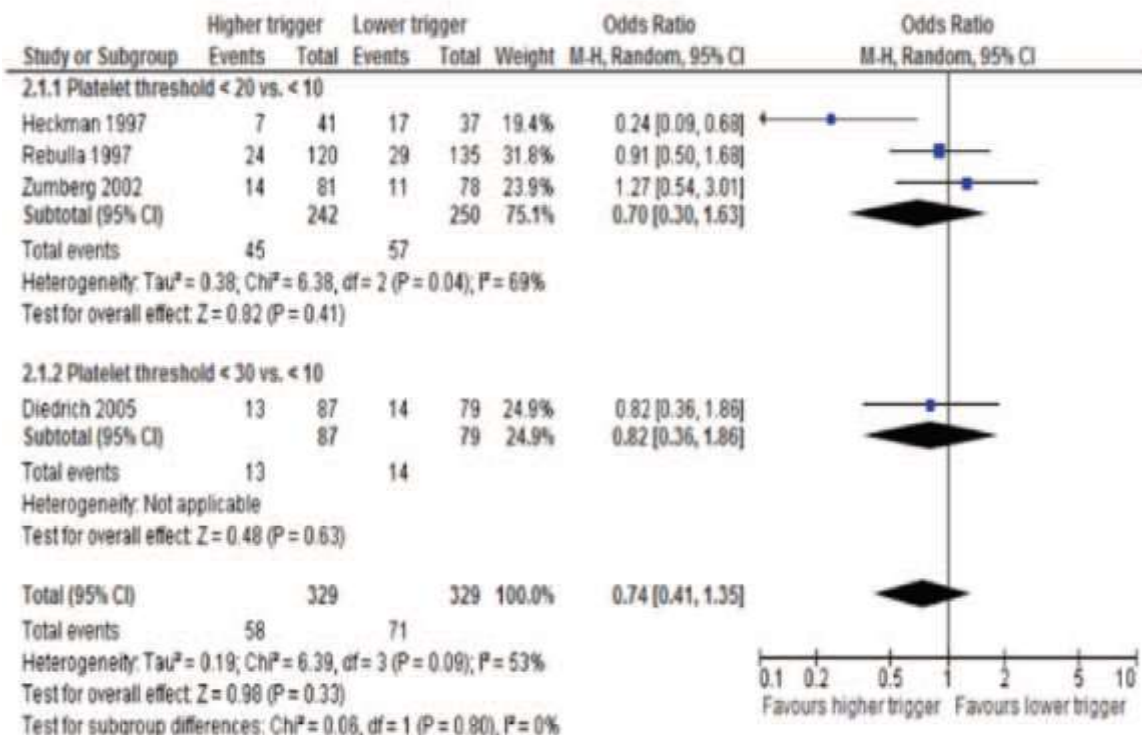 Higher trigger Lower trigger Odds Ratio Odds Ratio
Study or Subgroup Events Total Events Total Weight M-H, Random, 95% CI M-H, Random, 95% CI
2.1.1 Platelet threshold < 20 vs. < 10
Heckman 1997 7 41 17 37 19.4% 0.24 [0.09, 0.68]
Rebulla 1997 24 120 29 135 31.8% 0.91 [0.50, 1.68]
Zumberg 2002 14 81 11 78 23.9% 1.27 [0.54, 3.01]
Subtotal (95% CI) 242 250 75.1% 0.70 [0.30, 1.63]
Total events 45 57
Heterogeneity: Tau² = 0.38; Chi² = 6.38, df = 2 (P = 0.04); I² = 69%
Test for overall effect: Z = 0.82 (P = 0.41)
2.1.2 Platelet threshold < 30 vs. < 10
Diedrich 2005 13 87 14 79 24.9% 0.82 [0.36, 1.86]
Subtotal (95% CI) 87 79 24.9% 0.82 [0.36, 1.86]
Total events 13 14
Heterogeneity: Not applicable
Test for overall effect: Z = 0.48 (P = 0.63)
Total (95% CI) 329 329 100.0% 0.74 [0.41, 1.35]
Total events 58 71
Heterogeneity: Tau² = 0.19; Chi² = 6.39, df = 3 (P = 0.09); I² = 53%
Test for overall effect: Z = 0.98 (P = 0.33)
Test for subgroup differences: Chi² = 0.06, df = 1 (P = 0.80), I² = 0%
0.1 0.2 0.5 1 2 5 10
Favours higher trigger Favours lower trigger